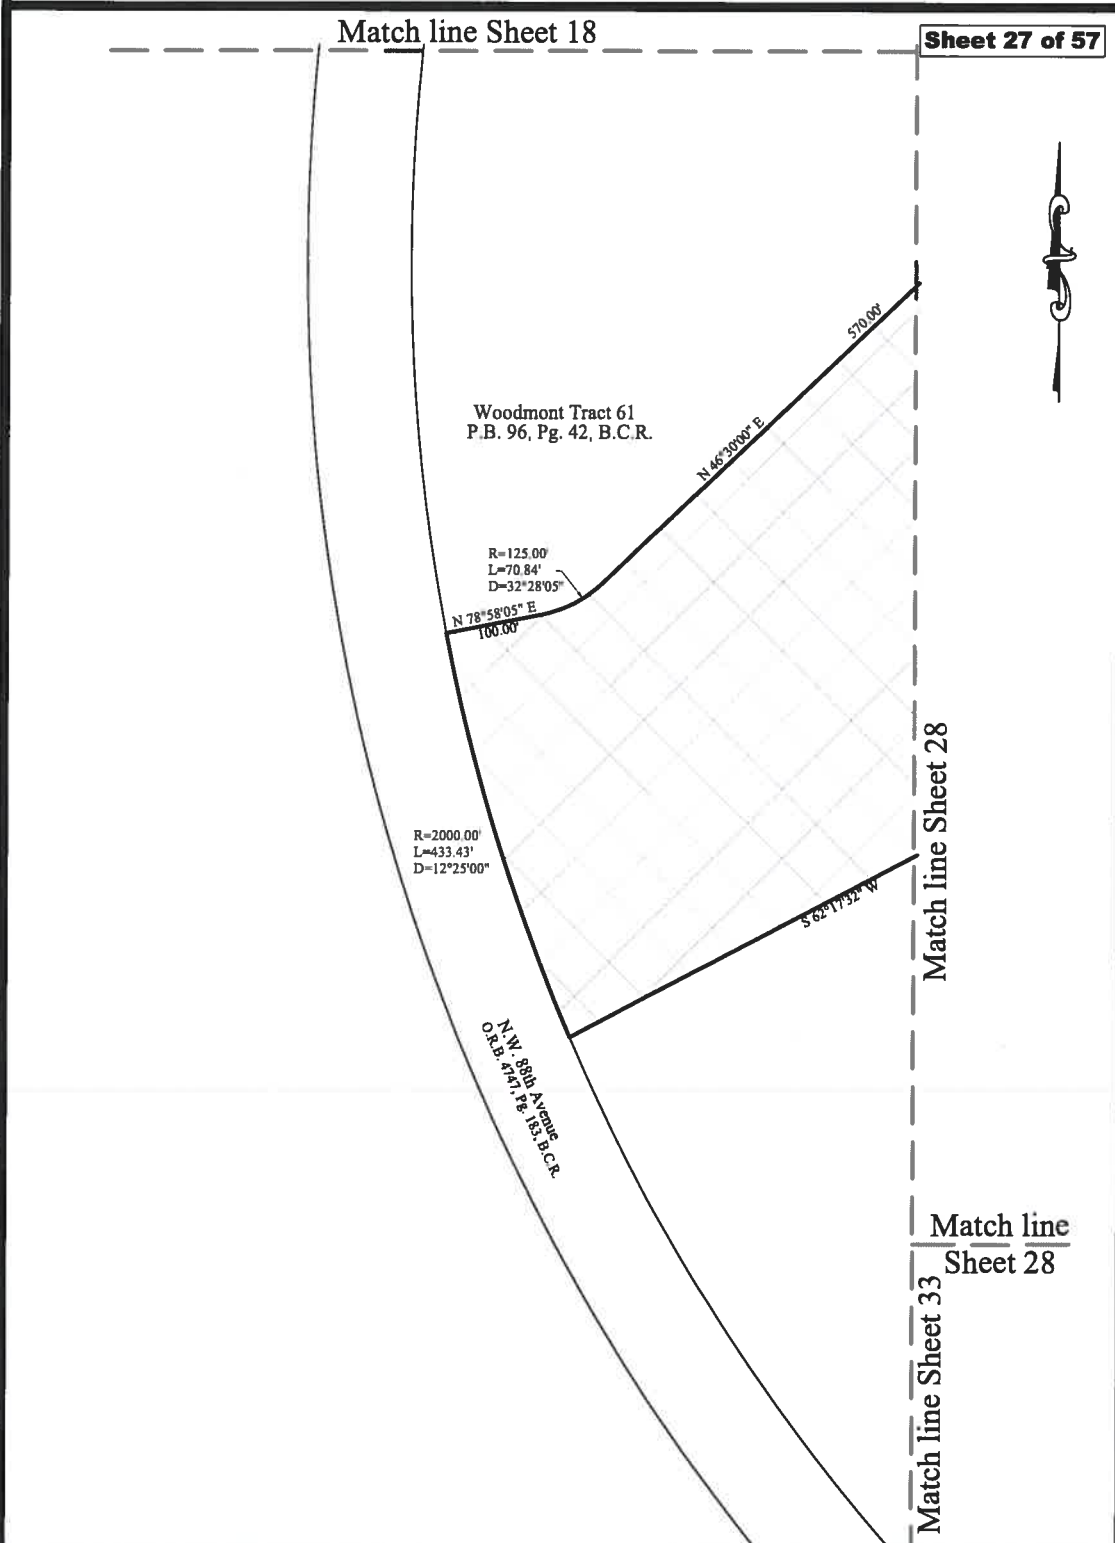 Match line Sheet 18
Sheet 27 of 57
570.00'
Woodmont Tract 61
P.B. 96, Pg. 42, B.C.R.
N 46°30'00" E
R=125.00'
L=70.84'
D=32°28'05"
N 78°58'05" E
100.00'
Match line Sheet 28
R=2000.00'
L=433.43'
D=12°25'00"
S 62°17'32" W
N.W. 88th Avenue
O.R.B. 4747, Pg. 183, B.C.R.
Match line
Sheet 28
Match line Sheet 33